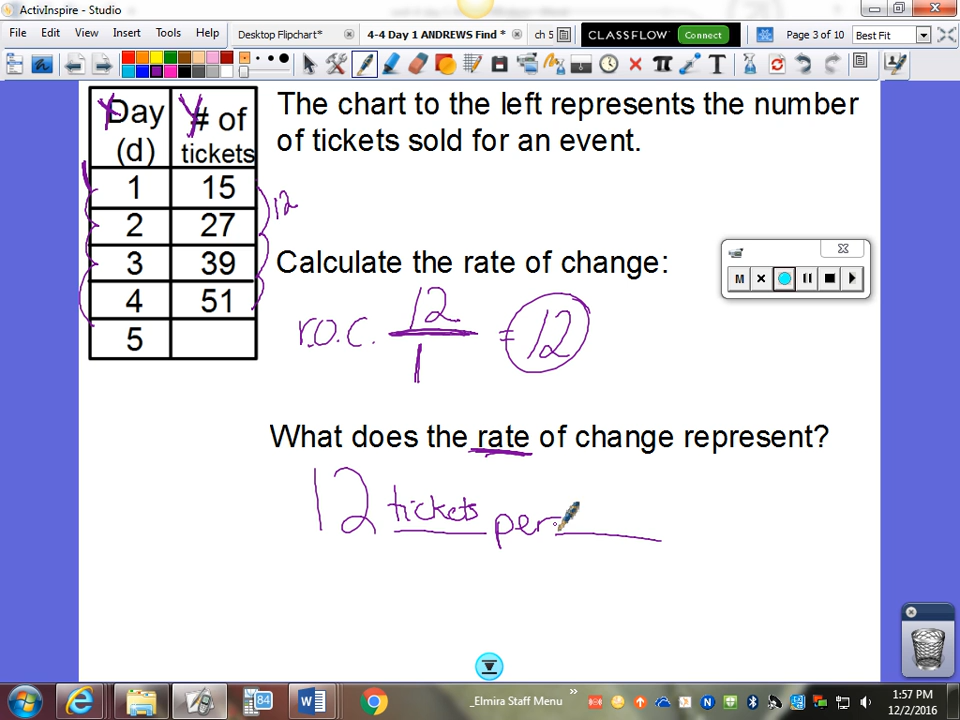 ActivInspire - Studio
File Edit View Insert Tools Help Desktop Flipchart* 4-4 Day 1 ANDREWS Find * ch 5 CLASSFLOW Connect Page 3 of 10 Best Fit
X Day (d) Y # of tickets
1 15
2 27
3 39
4 51
5
12
The chart to the left represents the number
of tickets sold for an event.
Calculate the rate of change:
r.o.c. 12/1 = 12
What does the rate of change represent?
12 tickets per
M
84
_Elmira Staff Menu
1:57 PM
12/2/2016